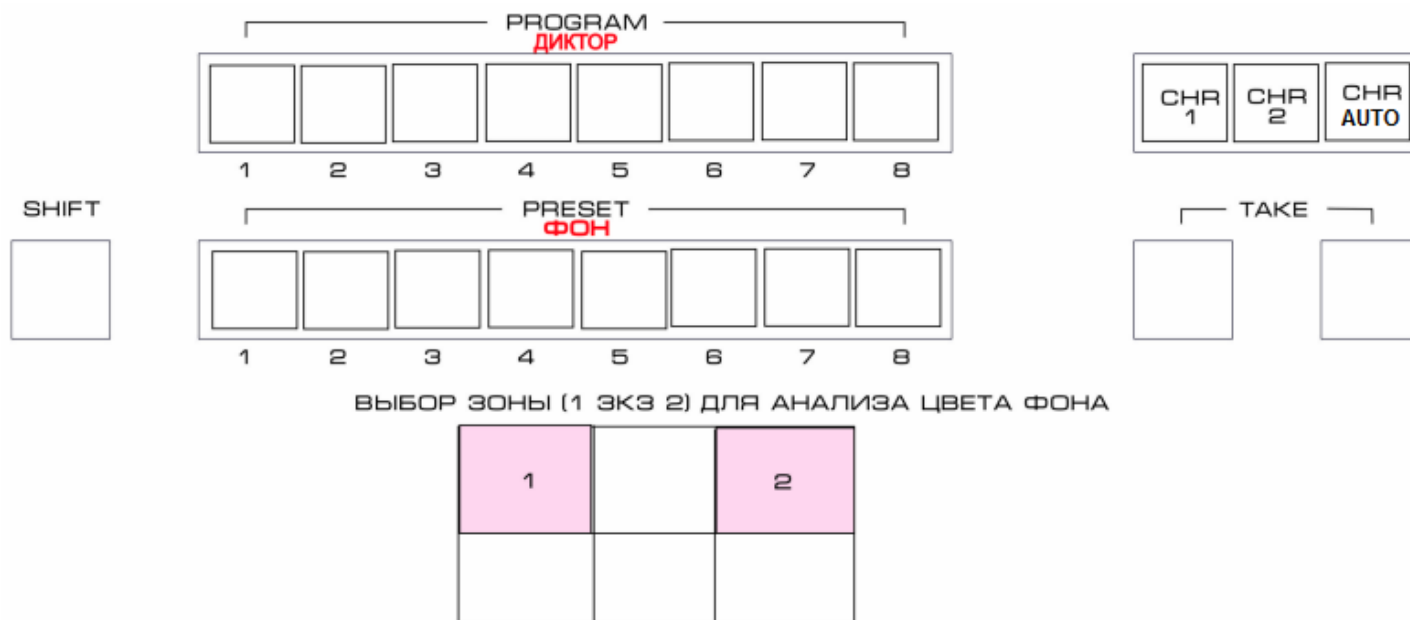 PROGRAM
ДИКТОР
CHR 1
CHR 2
CHR AUTO
1 2 3 4 5 6 7 8
SHIFT
PRESET
ФОН
TAKE
1 2 3 4 5 6 7 8
ВЫБОР ЗОНЫ (1 ЭКЗ 2) ДЛЯ АНАЛИЗА ЦВЕТА ФОНА
1 2